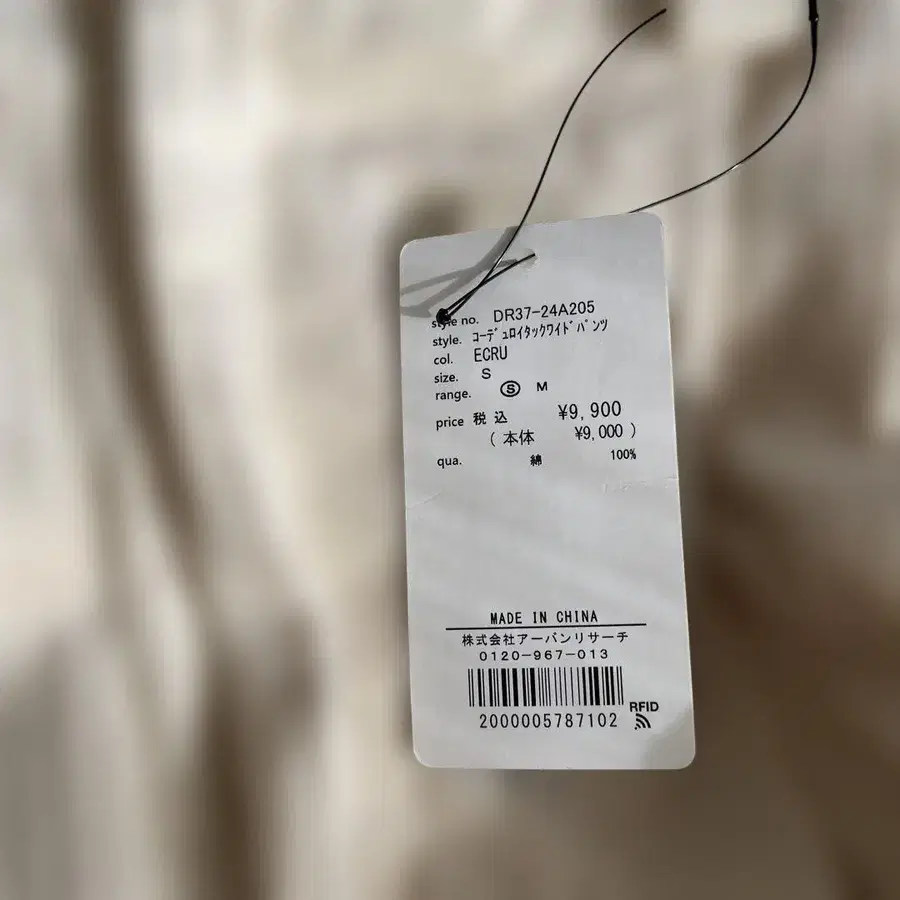 style no. DR37-24A205
style. ｺｰﾃﾞｭﾛｲﾀｯｸﾜｲﾄﾞﾊﾟﾝﾂ
col. ECRU
size. S
range. Ⓢ M
price 税込 ¥9,900
(本体 ¥9,000)
qua. 綿 100%
MADE IN CHINA
株式会社アーバンリサーチ
0120-967-013
2000005787102
RFID